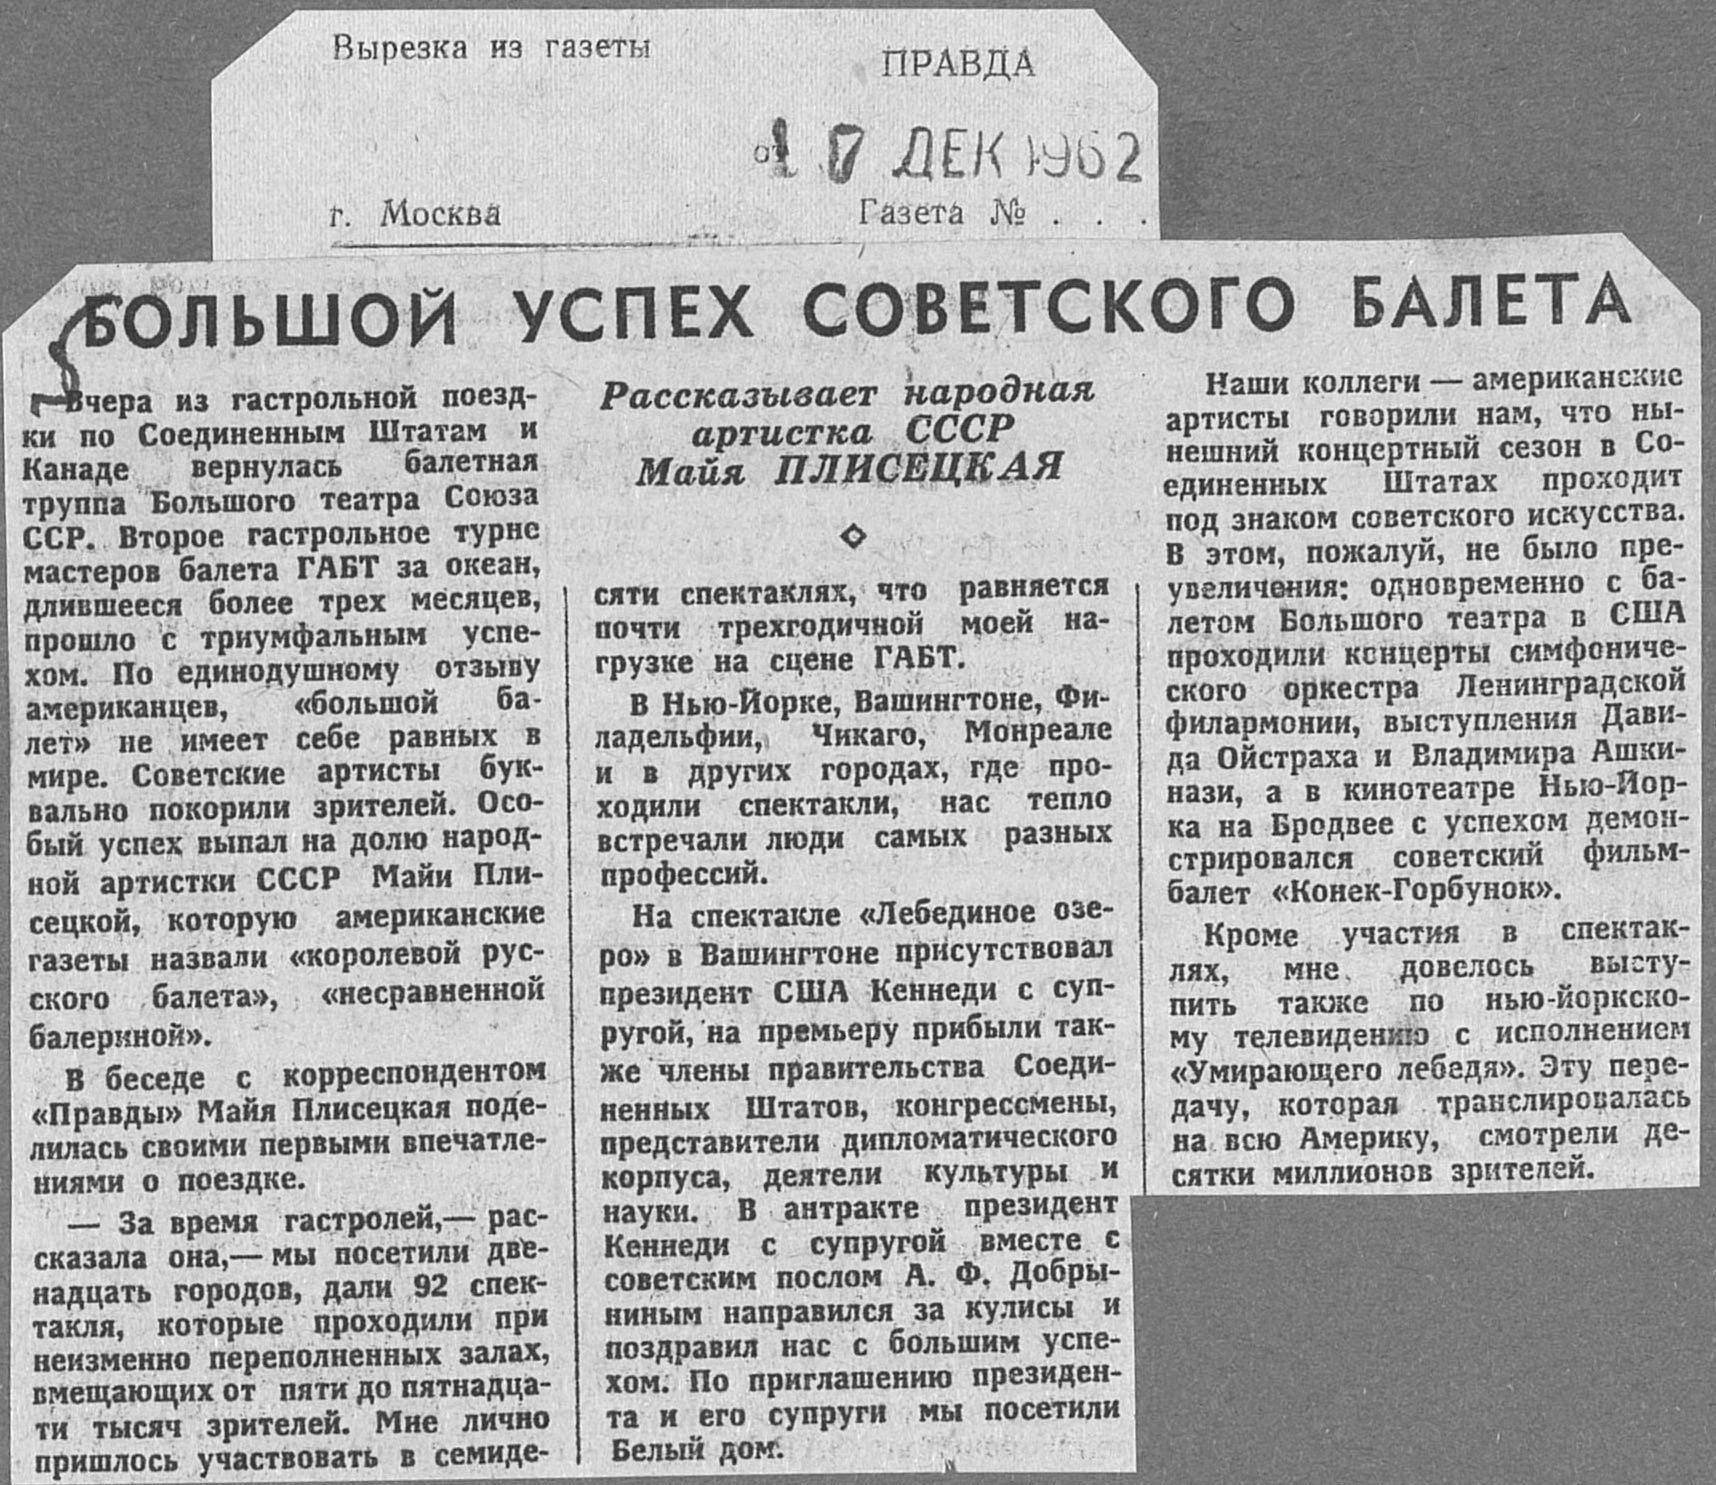 Вырезка из газеты
ПРАВДА
от 17 ДЕК 1962
г. Москва
Газета № . . .
БОЛЬШОЙ УСПЕХ СОВЕТСКОГО БАЛЕТА
Вчера из гастрольной поезд-
ки по Соединенным Штатам и
Канаде вернулась балетная
труппа Большого театра Союза
ССР. Второе гастрольное турне
мастеров балета ГАБТ за океан,
длившееся более трех месяцев,
прошло с триумфальным успе-
хом. По единодушному отзыву
американцев, «большой ба-
лет» не имеет себе равных в
мире. Советские артисты бук-
вально покорили зрителей. Осо-
бый успех выпал на долю народ-
ной артистки СССР Майи Пли-
сецкой, которую американские
газеты назвали «королевой рус-
ского балета», «несравненной
балериной».
В беседе с корреспондентом
«Правды» Майя Плисецкая поде-
лилась своими первыми впечатле-
ниями о поездке.
— За время гастролей,— рас-
сказала она,— мы посетили две-
надцать городов, дали 92 спек-
такля, которые проходили при
неизменно переполненных залах,
вмещающих от пяти до пятнадца-
ти тысяч зрителей. Мне лично
пришлось участвовать в семиде-
Рассказывает народная
артистка СССР
Майя ПЛИСЕЦКАЯ
сяти спектаклях, что равняется
почти трехгодичной моей на-
грузке на сцене ГАБТ.
В Нью-Йорке, Вашингтоне, Фи-
ладельфии, Чикаго, Монреале
и в других городах, где про-
ходили спектакли, нас тепло
встречали люди самых разных
профессий.
На спектакле «Лебединое озе-
ро» в Вашингтоне присутствовал
президент США Кеннеди с суп-
ругой, на премьеру прибыли так-
же члены правительства Соеди-
ненных Штатов, конгрессмены,
представители дипломатического
корпуса, деятели культуры и
науки. В антракте президент
Кеннеди с супругой вместе с
советским послом А. Ф. Добры-
ниным направился за кулисы и
поздравил нас с большим успе-
хом. По приглашению президен-
та и его супруги мы посетили
Белый дом.
Наши коллеги — американские
артисты говорили нам, что ны-
нешний концертный сезон в Со-
единенных Штатах проходит
под знаком советского искусства.
В этом, пожалуй, не было пре-
увеличения: одновременно с ба-
летом Большого театра в США
проходили концерты симфониче-
ского оркестра Ленинградской
филармонии, выступления Дави-
да Ойстраха и Владимира Ашки-
нази, а в кинотеатре Нью-Йор-
ка на Бродвее с успехом демон-
стрировался советский фильм-
балет «Конек-Горбунок».
Кроме участия в спектак-
лях, мне довелось высту-
пить также по нью-йоркско-
му телевидению с исполнением
«Умирающего лебедя». Эту пере-
дачу, которая транслировалась
на всю Америку, смотрели де-
сятки миллионов зрителей.